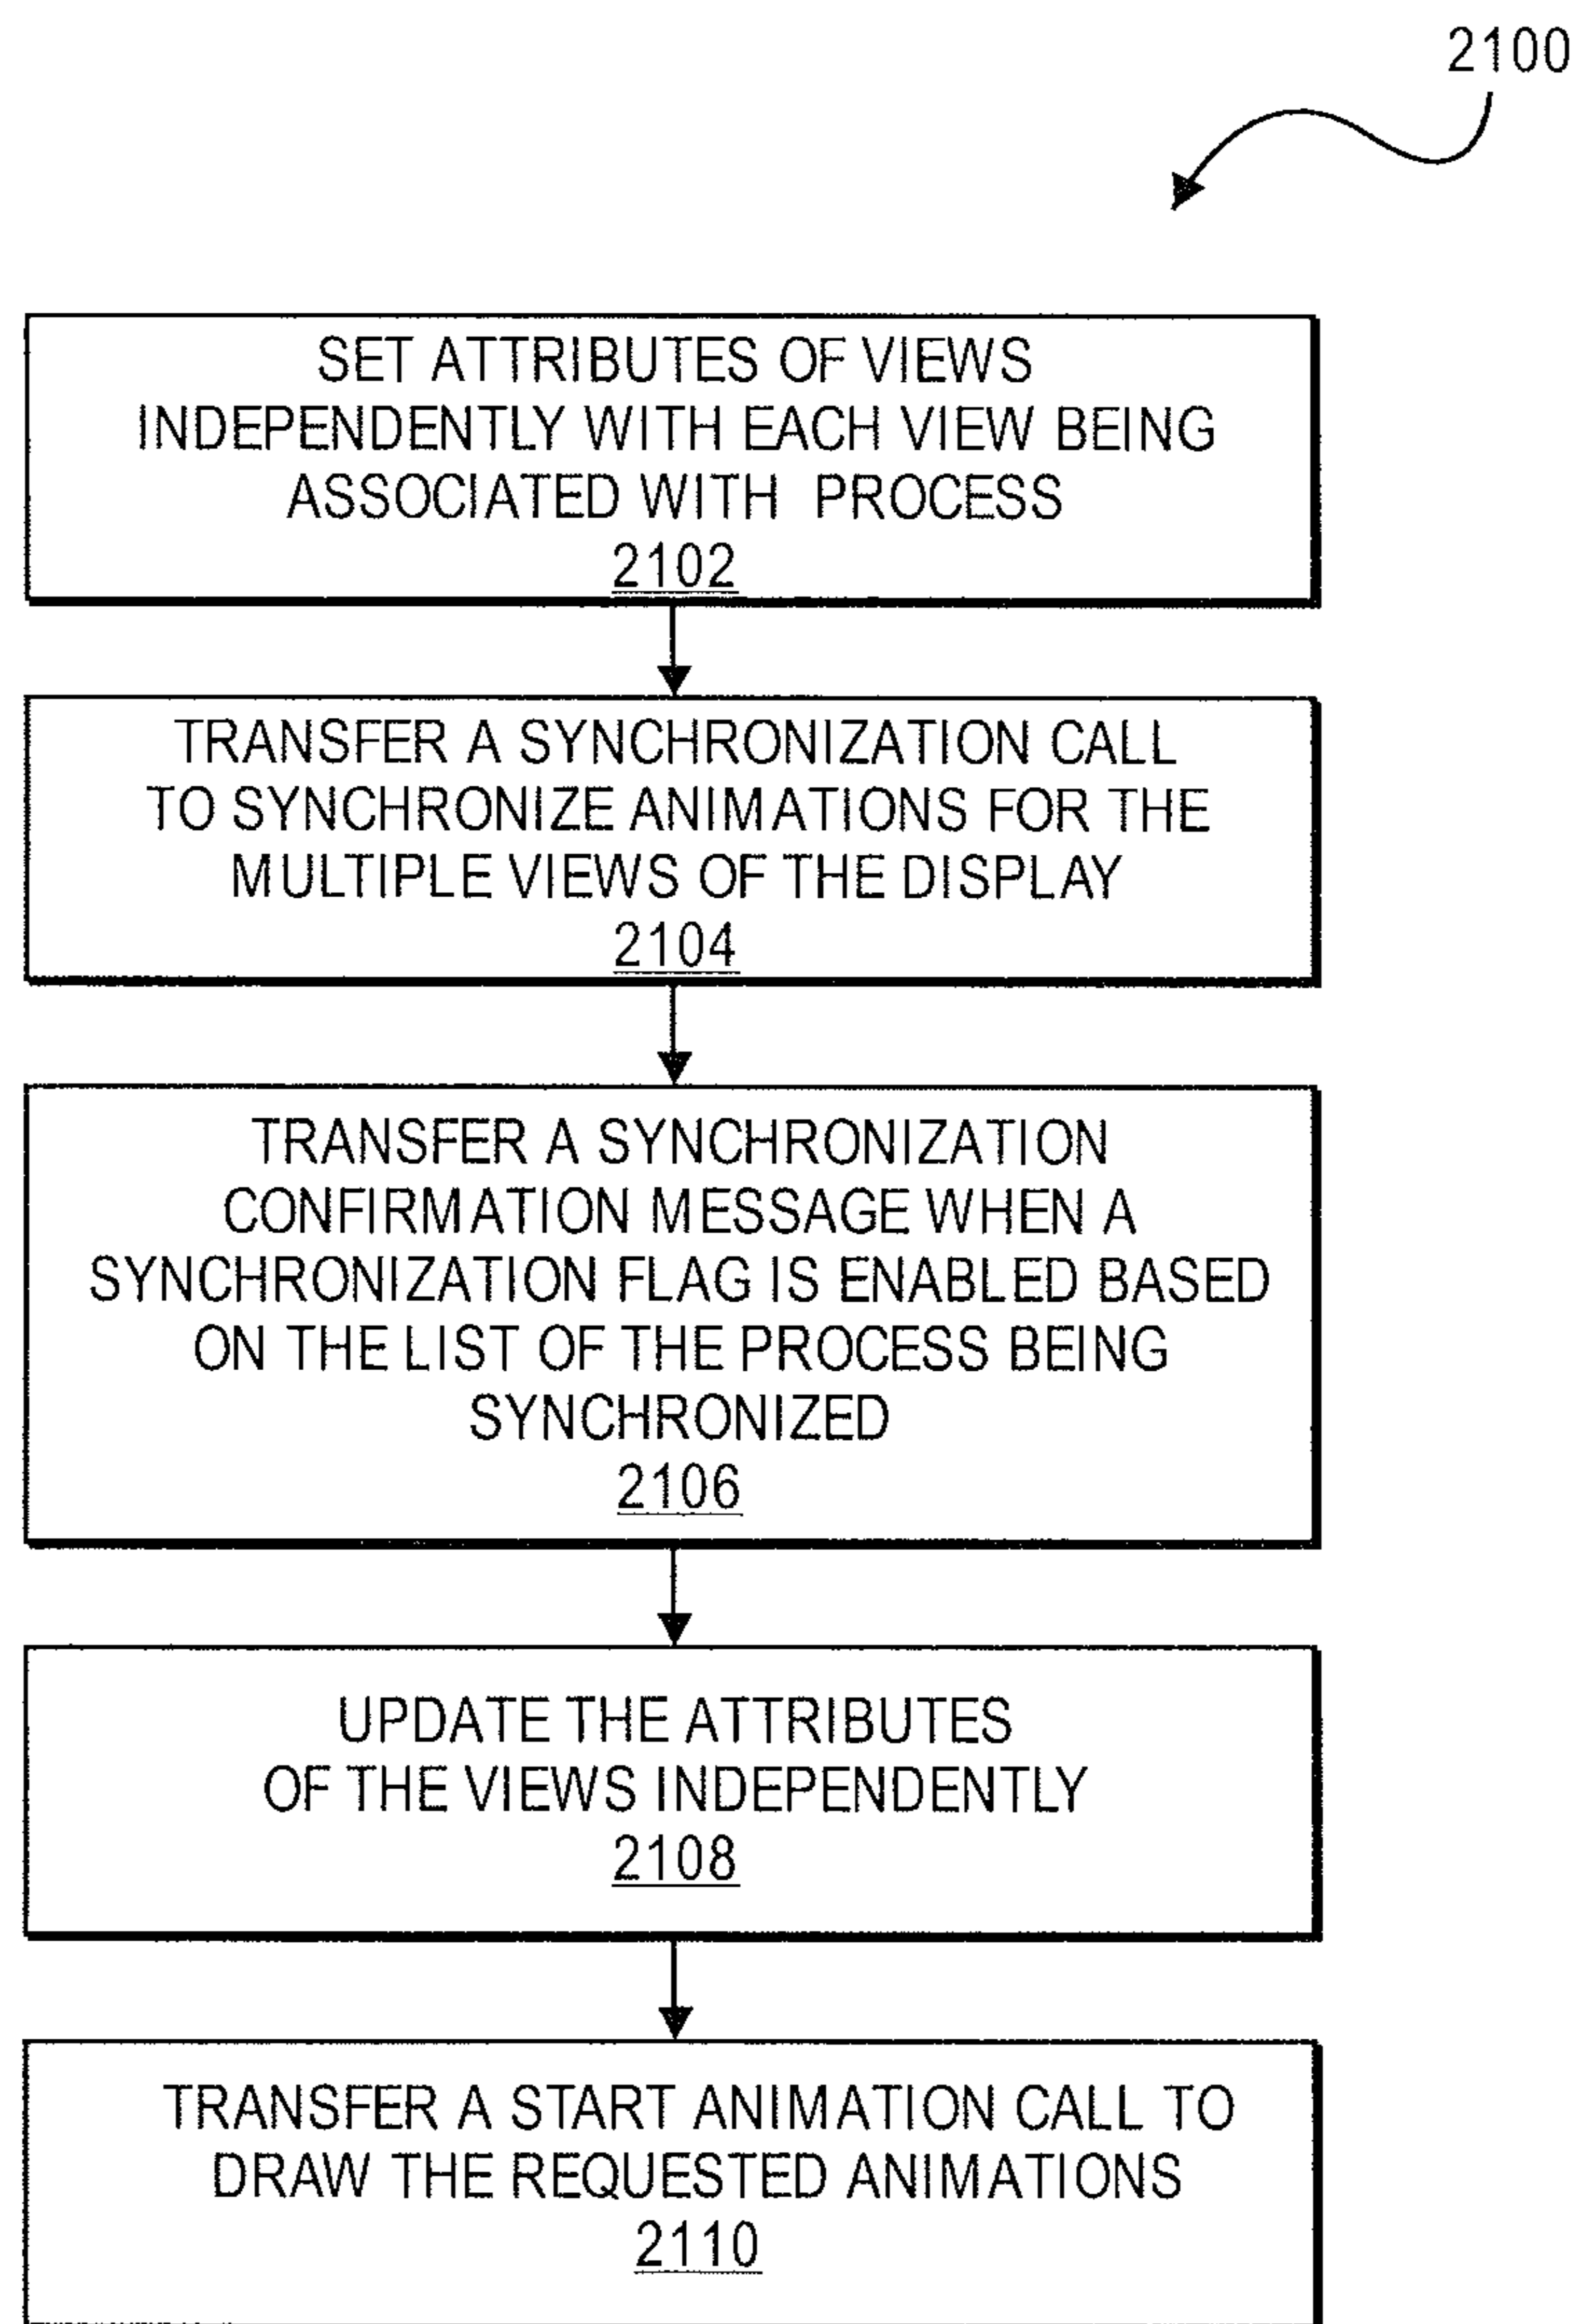 2100
SET ATTRIBUTES OF VIEWS
INDEPENDENTLY WITH EACH VIEW BEING
ASSOCIATED WITH PROCESS
2102
TRANSFER A SYNCHRONIZATION CALL
TO SYNCHRONIZE ANIMATIONS FOR THE
MULTIPLE VIEWS OF THE DISPLAY
2104
TRANSFER A SYNCHRONIZATION
CONFIRMATION MESSAGE WHEN A
SYNCHRONIZATION FLAG IS ENABLED BASED
ON THE LIST OF THE PROCESS BEING
SYNCHRONIZED
2106
UPDATE THE ATTRIBUTES
OF THE VIEWS INDEPENDENTLY
2108
TRANSFER A START ANIMATION CALL TO
DRAW THE REQUESTED ANIMATIONS
2110